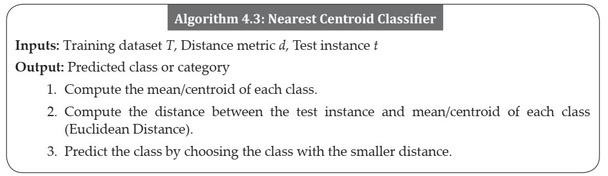 Algorithm 4.3: Nearest Centroid Classifier
Inputs: Training dataset T, Distance metric d, Test instance t
Output: Predicted class or category
1. Compute the mean/centroid of each class.
2. Compute the distance between the test instance and mean/centroid of each class
(Euclidean Distance).
3. Predict the class by choosing the class with the smaller distance.